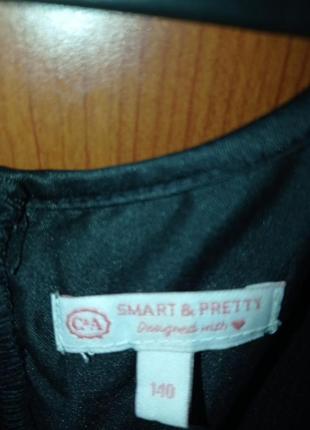 C&A
SMART & PRETTY
Designed with ❤
140